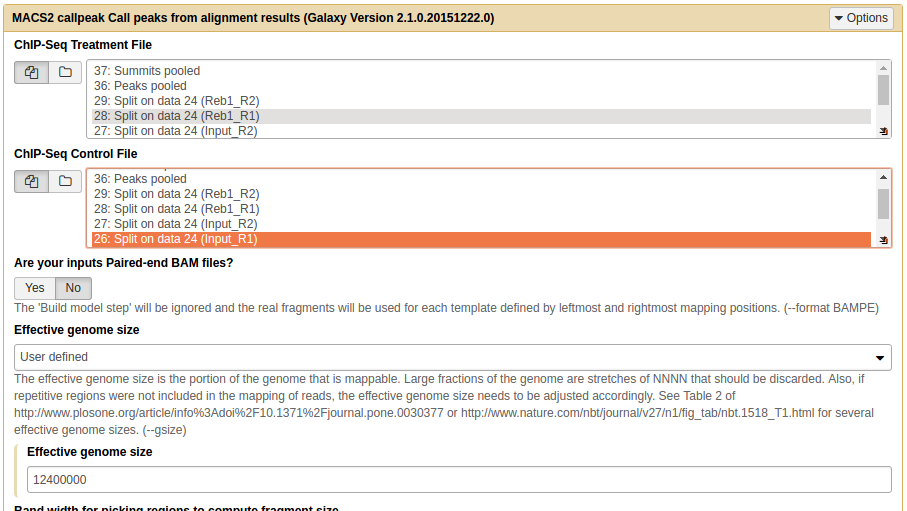 MACS2 callpeak Call peaks from alignment results (Galaxy Version 2.1.0.20151222.0)
Options
ChIP-Seq Treatment File
37: Summits pooled
36: Peaks pooled
29: Split on data 24 (Reb1_R2)
28: Split on data 24 (Reb1_R1)
27: Split on data 24 (Input_R2)
ChIP-Seq Control File
36: Peaks pooled
29: Split on data 24 (Reb1_R2)
28: Split on data 24 (Reb1_R1)
27: Split on data 24 (Input_R2)
26: Split on data 24 (Input_R1)
Are your inputs Paired-end BAM files?
Yes No
The 'Build model step' will be ignored and the real fragments will be used for each template defined by leftmost and rightmost mapping positions. (--format BAMPE)
Effective genome size
User defined
The effective genome size is the portion of the genome that is mappable. Large fractions of the genome are stretches of NNNN that should be discarded. Also, if
repetitive regions were not included in the mapping of reads, the effective genome size needs to be adjusted accordingly. See Table 2 of
http://www.plosone.org/article/info%3Adoi%2F10.1371%2Fjournal.pone.0030377 or http://www.nature.com/nbt/journal/v27/n1/fig_tab/nbt.1518_T1.html for several
effective genome sizes. (--gsize)
Effective genome size
12400000
Band width for picking regions to compute fragment size